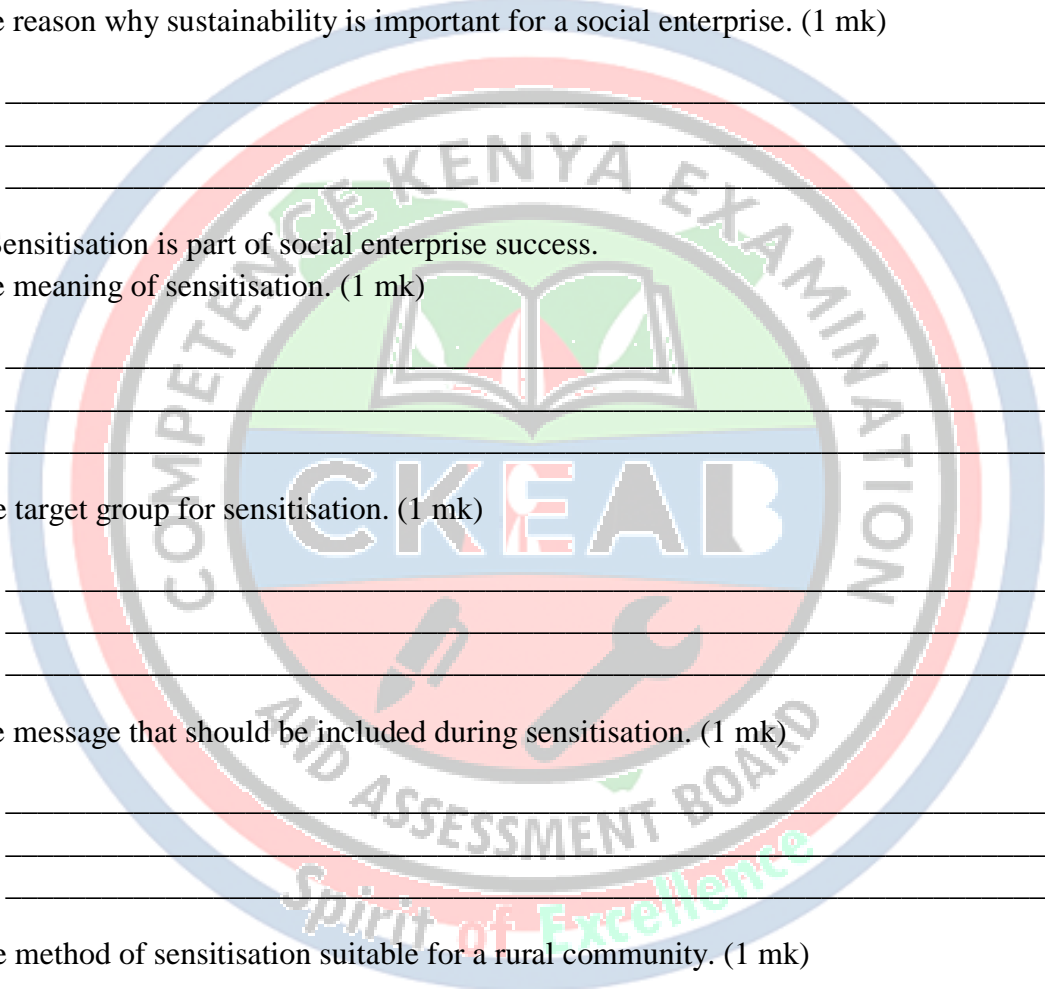 e reason why sustainability is important for a social enterprise. (1 mk)
Sensitisation is part of social enterprise success.
e meaning of sensitisation. (1 mk)
e target group for sensitisation. (1 mk)
e message that should be included during sensitisation. (1 mk)
e method of sensitisation suitable for a rural community. (1 mk)
COMPETENCE KENYA EXAMINATION
CKEAB
AND ASSESSMENT BOARD
Spirit of Excellence